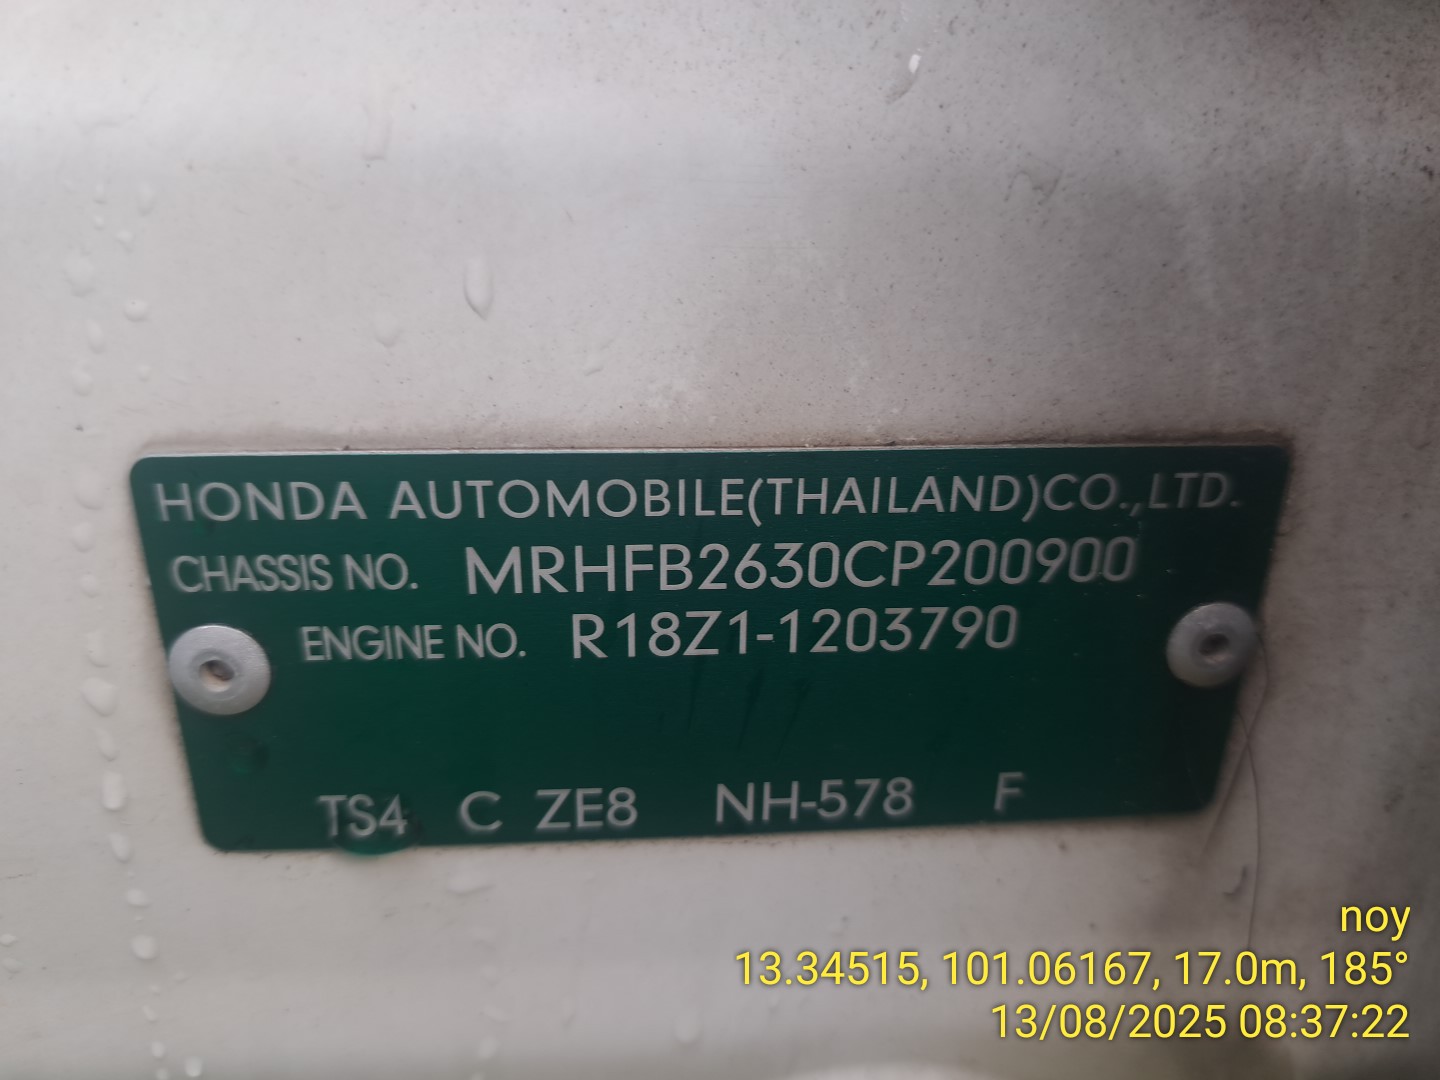 HONDA AUTOMOBILE(THAILAND)CO.,LTD.
CHASSIS NO. MRHFB2630CP200900
ENGINE NO. R18Z1-1203790
TS4 C ZE8 NH-578 F
noy
13.34515, 101.06167, 17.0m, 185°
13/08/2025 08:37:22